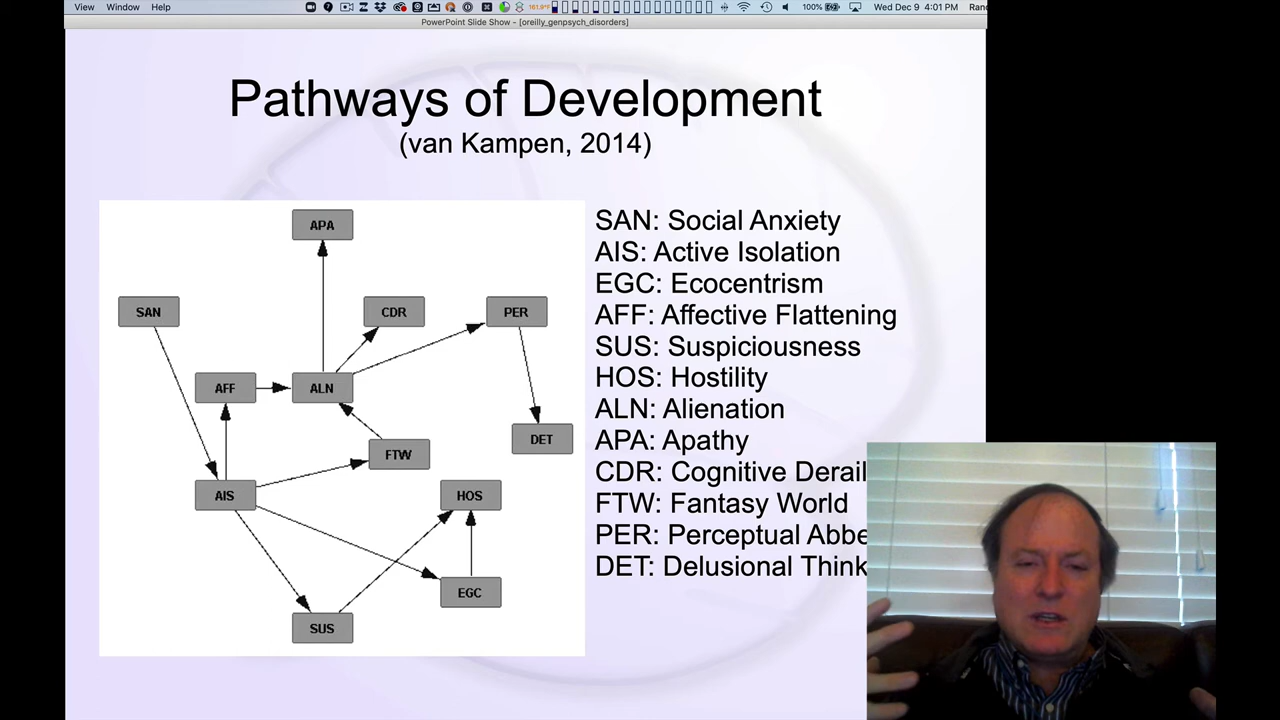 View Window Help 161.9°F 100% Wed Dec 9 4:01 PM Rand
PowerPoint Slide Show - [oreilly_genpsych_disorders]
Pathways of Development
(van Kampen, 2014)
APA
SAN
CDR
PER
AFF
ALN
DET
FTW
AIS
HOS
EGC
SUS
SAN: Social Anxiety
AIS: Active Isolation
EGC: Ecocentrism
AFF: Affective Flattening
SUS: Suspiciousness
HOS: Hostility
ALN: Alienation
APA: Apathy
CDR: Cognitive Derail
FTW: Fantasy World
PER: Perceptual Abbe
DET: Delusional Think